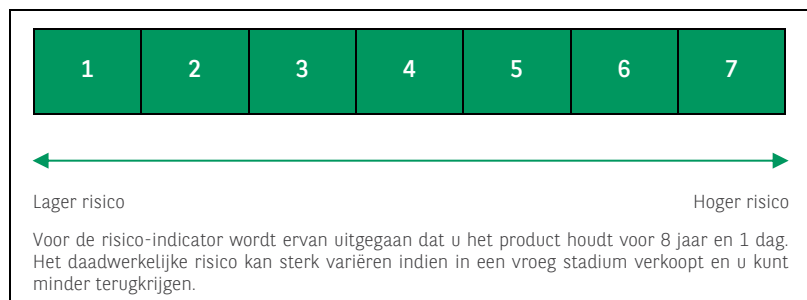 1 2 3 4 5 6 7
Lager risico Hoger risico
Voor de risico-indicator wordt ervan uitgegaan dat u het product houdt voor 8 jaar en 1 dag.
Het daadwerkelijke risico kan sterk variëren indien in een vroeg stadium verkoopt en u kunt
minder terugkrijgen.